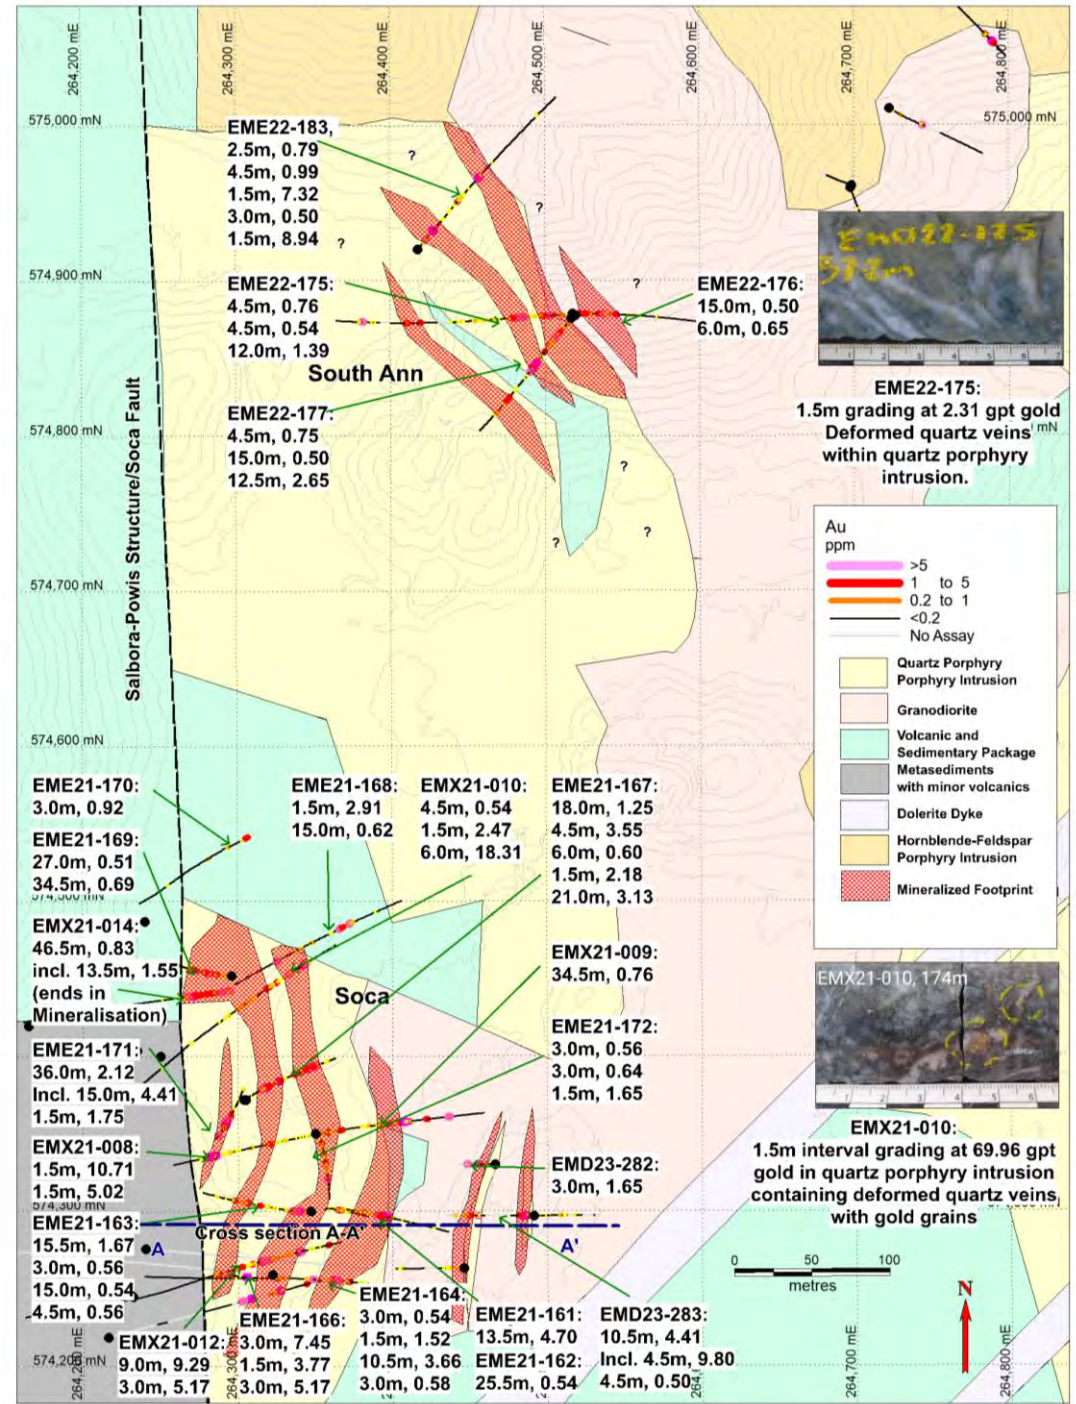 264,200 mE
264,300 mE
264,400 mE
264,500 mE
264,600 mE
264,700 mE
264,800 mE
575,000 mN
575,000 mN
EME22-183,
2.5m, 0.79
4.5m, 0.99
1.5m, 7.32
3.0m, 0.50
1.5m, 8.94
?
?
?
?
574,900 mN
EME22-175:
4.5m, 0.76
4.5m, 0.54
12.0m, 1.39
EME22-176:
15.0m, 0.50
6.0m, 0.65
South Ann
EME22-177:
4.5m, 0.75
15.0m, 0.50
12.5m, 2.65
574,800 mN
?
?
?
574,700 mN
574,600 mN
Salbora-Powis Structure/Soca Fault
EMD22-175
EME22-175:
1.5m grading at 2.31 gpt gold
Deformed quartz veins
within quartz porphyry
intrusion.
mN
Au
ppm
>5
1 to 5
0.2 to 1
<0.2
No Assay
Quartz Porphyry
Porphyry Intrusion
Granodiorite
Volcanic and
Sedimentary Package
Metasediments
with minor volcanics
Dolerite Dyke
Hornblende-Feldspar
Porphyry Intrusion
Mineralized Footprint
EME21-170:
3.0m, 0.92
EME21-169:
27.0m, 0.51
34.5m, 0.69
574,500 mN
EMX21-014:
46.5m, 0.83
incl. 13.5m, 1.55
(ends in
Mineralisation)
EME21-171:
36.0m, 2.12
Incl. 15.0m, 4.41
1.5m, 1.75
EMX21-008:
1.5m, 10.71
1.5m, 5.02
574,300 mN
EME21-163:
15.5m, 1.67
3.0m, 0.56
15.0m, 0.54
4.5m, 0.56
EME21-168:
1.5m, 2.91
15.0m, 0.62
EMX21-010:
4.5m, 0.54
1.5m, 2.47
6.0m, 18.31
EME21-167:
18.0m, 1.25
4.5m, 3.55
6.0m, 0.60
1.5m, 2.18
21.0m, 3.13
Soca
EMX21-009:
34.5m, 0.76
EME21-172:
3.0m, 0.56
3.0m, 0.64
1.5m, 1.65
EMD23-282:
3.0m, 1.65
Cross section A-A'
A
A'
EMX21-012:
9.0m, 9.29
3.0m, 5.17
EME21-166:
3.0m, 7.45
1.5m, 3.77
3.0m, 5.17
EME21-164:
3.0m, 0.54
1.5m, 1.52
10.5m, 3.66
3.0m, 0.58
EME21-161:
13.5m, 4.70
EME21-162:
25.5m, 0.54
EMD23-283:
10.5m, 4.41
Incl. 4.5m, 9.80
4.5m, 0.50
EMX21-010, 174m
EMX21-010:
1.5m interval grading at 69.96 gpt
gold in quartz porphyry intrusion
containing deformed quartz veins
with gold grains
0 50 100
metres
N
574,200 mN
264,200 mE
264,300 mE
264,700 mE
264,800 mE